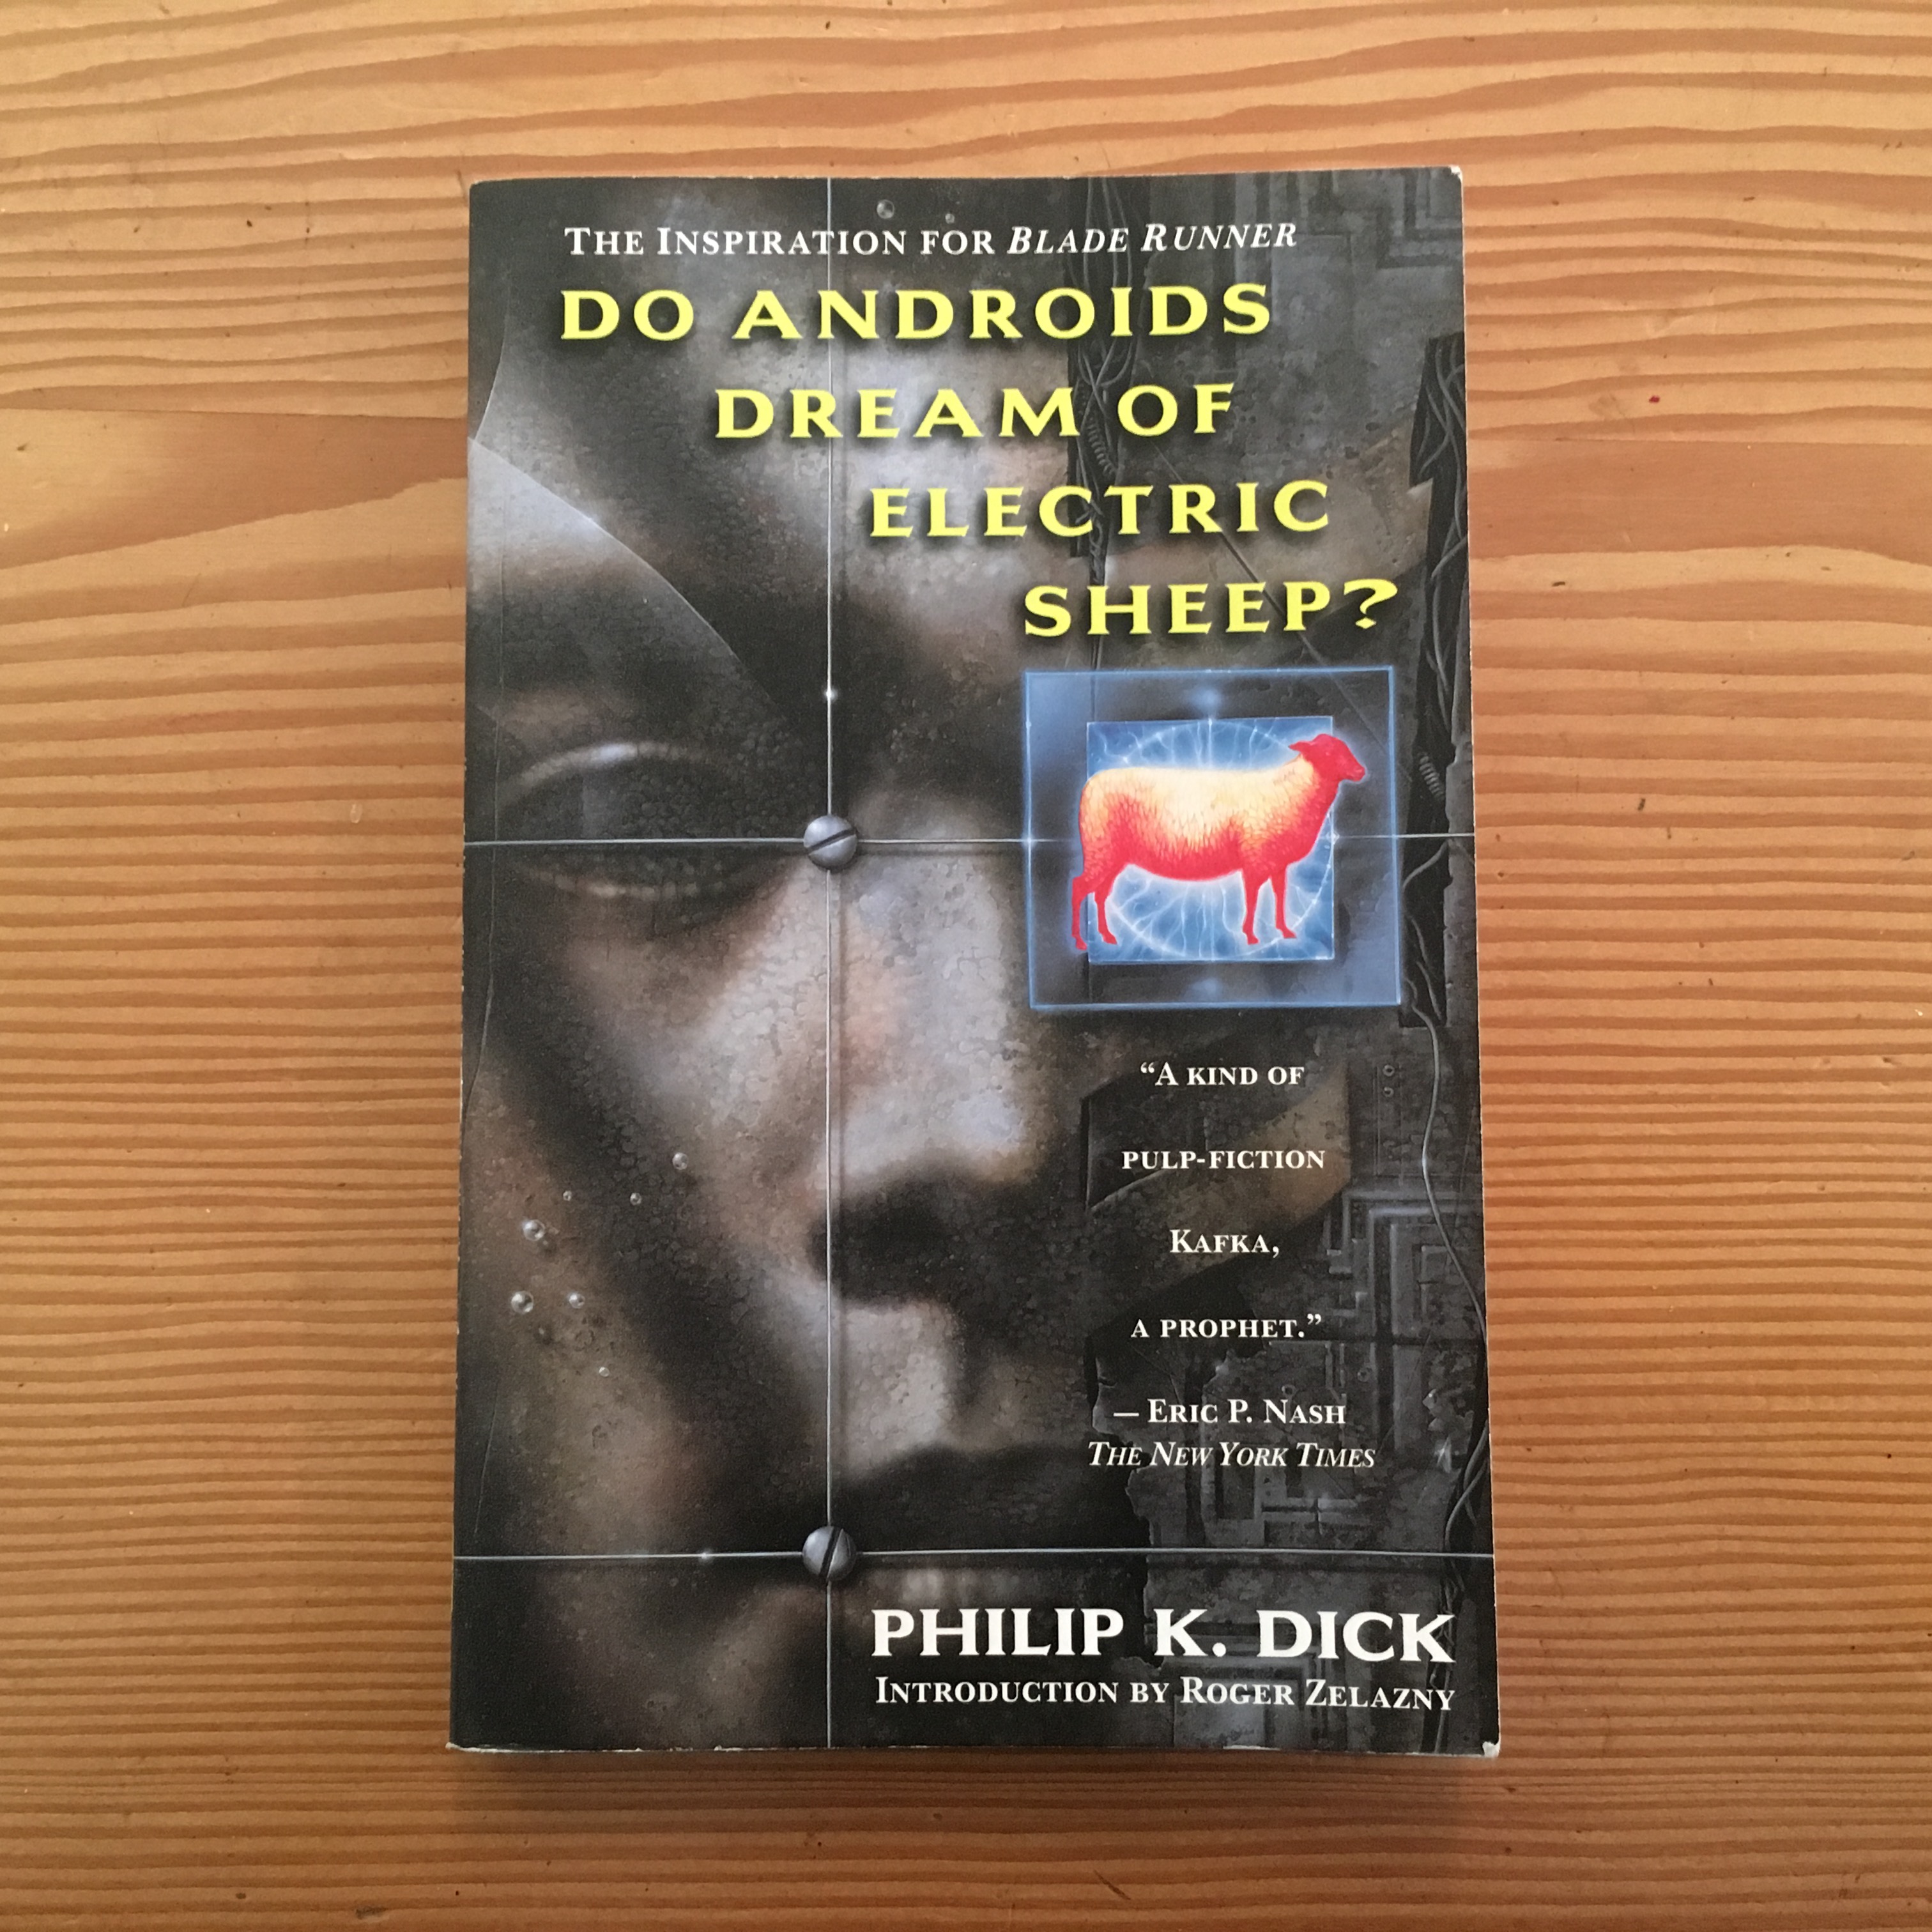 THE INSPIRATION FOR BLADE RUNNER
DO ANDROIDS
DREAM OF
ELECTRIC
SHEEP?
“A KIND OF
PULP-FICTION
KAFKA,
A PROPHET.”
— ERIC P. NASH
THE NEW YORK TIMES
PHILIP K. DICK
INTRODUCTION BY ROGER ZELAZNY